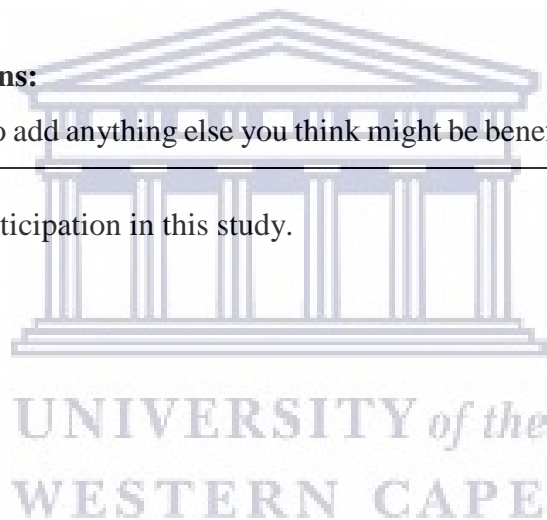 ns:
o add anything else you think might be bene
ticipation in this study.
UNIVERSITY of the
WESTERN CAPE